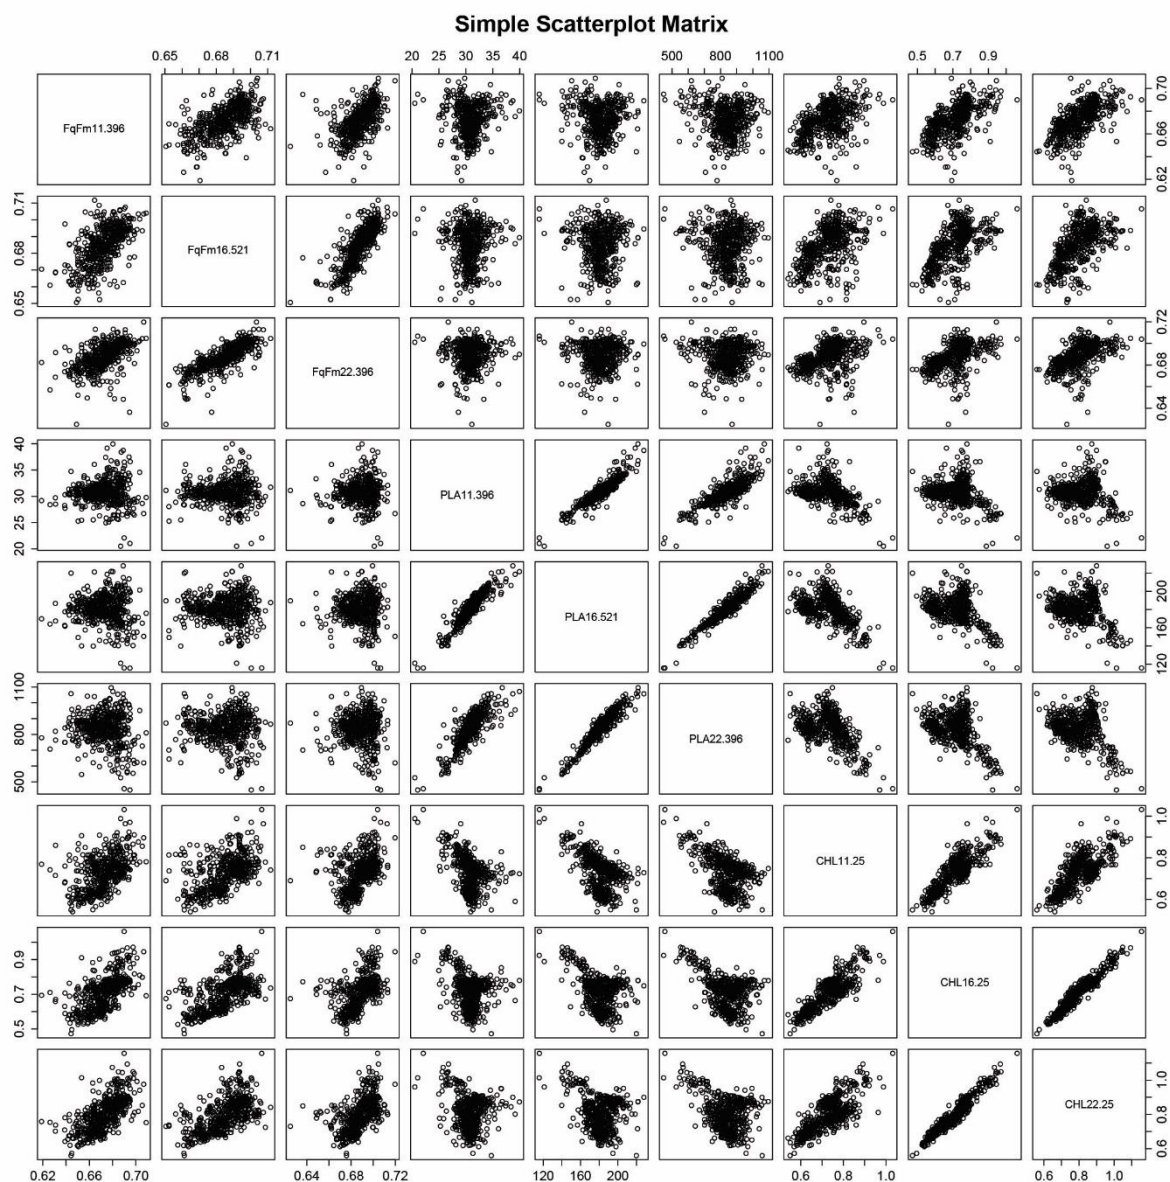 Simple Scatterplot Matrix
0.65 0.68 0.71 20 25 30 35 40 500 800 1100 0.5 0.7 0.9
FqFm11.396
0.62 0.66 0.70
0.65 0.68 0.71
FqFm16.521
FqFm22.396
0.64 0.68 0.72
20 25 30 35 40
PLA11.396
PLA16.521
120 160 200
500 800 1100
PLA22.396
CHL11.25
0.6 0.8 1.0
0.5 0.7 0.9
CHL16.25
CHL22.25
0.6 0.8 1.0
0.62 0.66 0.70 0.64 0.68 0.72 120 160 200 0.6 0.8 1.0 0.6 0.8 1.0